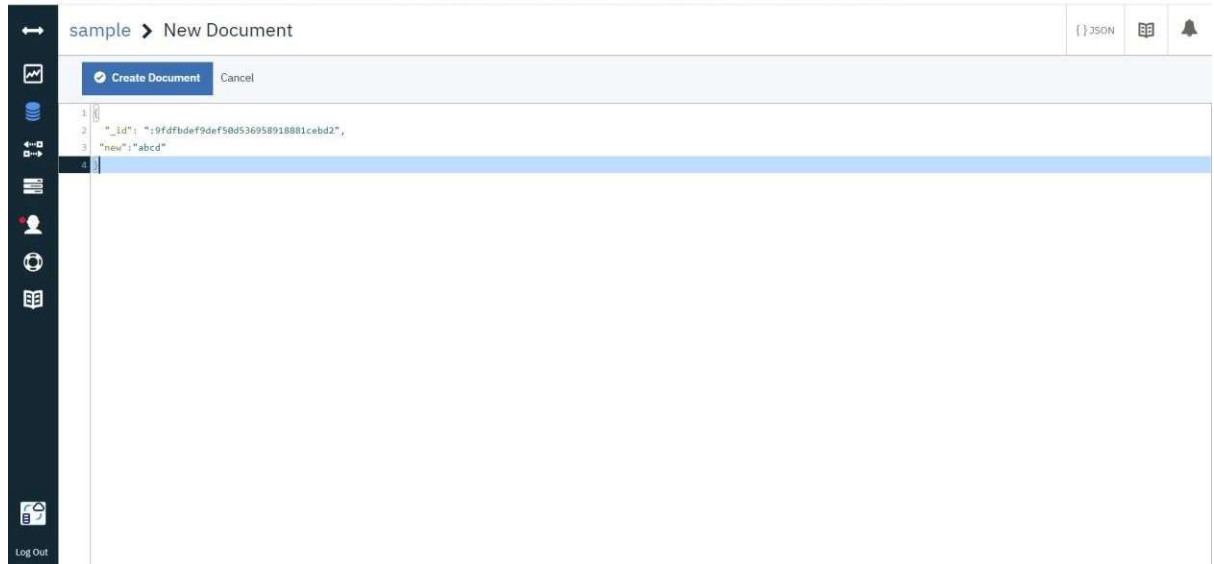 sample > New Document
{ } JSON
Create Document Cancel
1 {
2 "_id": ":9fdfbdef9def50d536958918881cebd2",
3 "new":"abcd"
4 }
Log Out